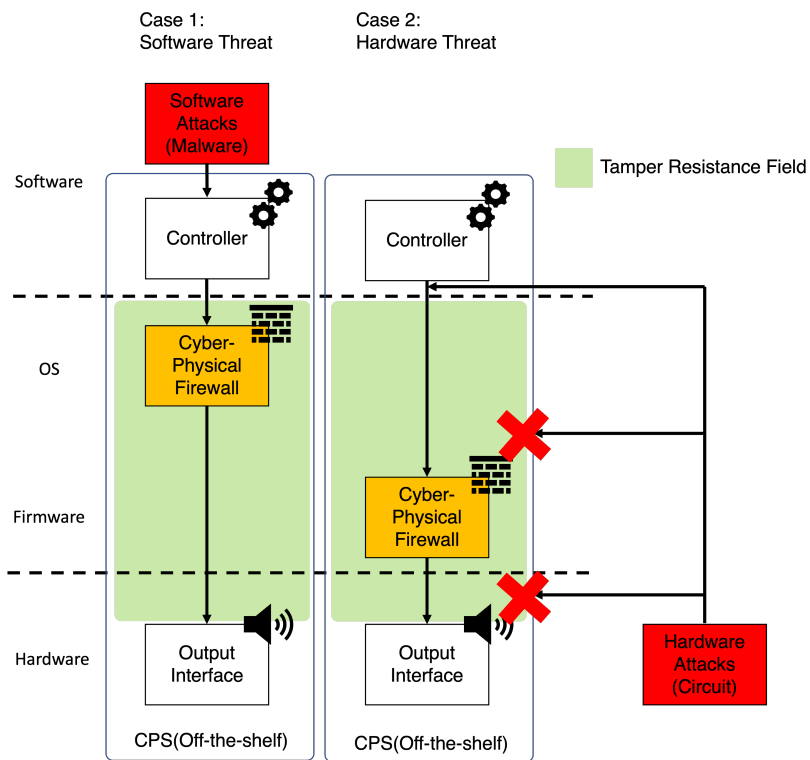 Case 1:
Software Threat
Case 2:
Hardware Threat
Software
Attacks
(Malware)
Tamper Resistance Field
Software
Controller
Controller
OS
Cyber-
Physical
Firewall
Firmware
Cyber-
Physical
Firewall
Hardware
Output
Interface
Output
Interface
Hardware
Attacks
(Circuit)
CPS(Off-the-shelf)
CPS(Off-the-shelf)